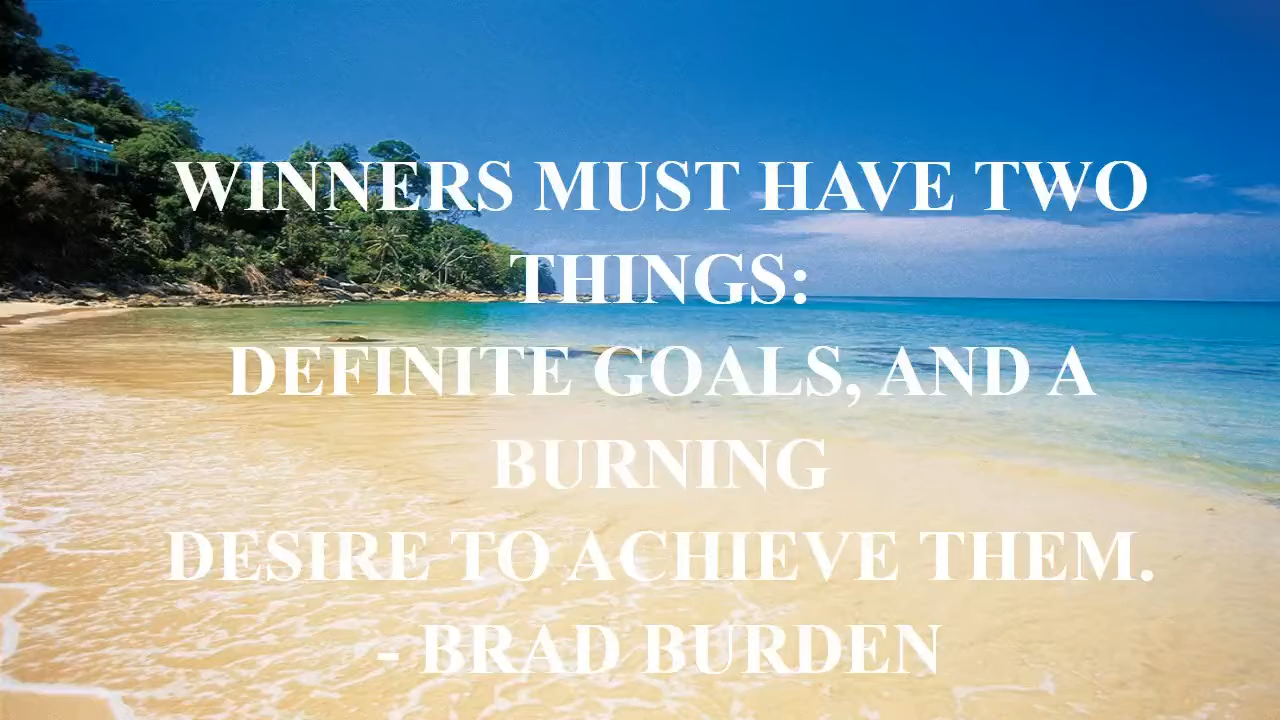 WINNERS MUST HAVE TWO
THINGS:
DEFINITE GOALS, AND A
BURNING
DESIRE TO ACHIEVE THEM.
- BRAD BURDEN